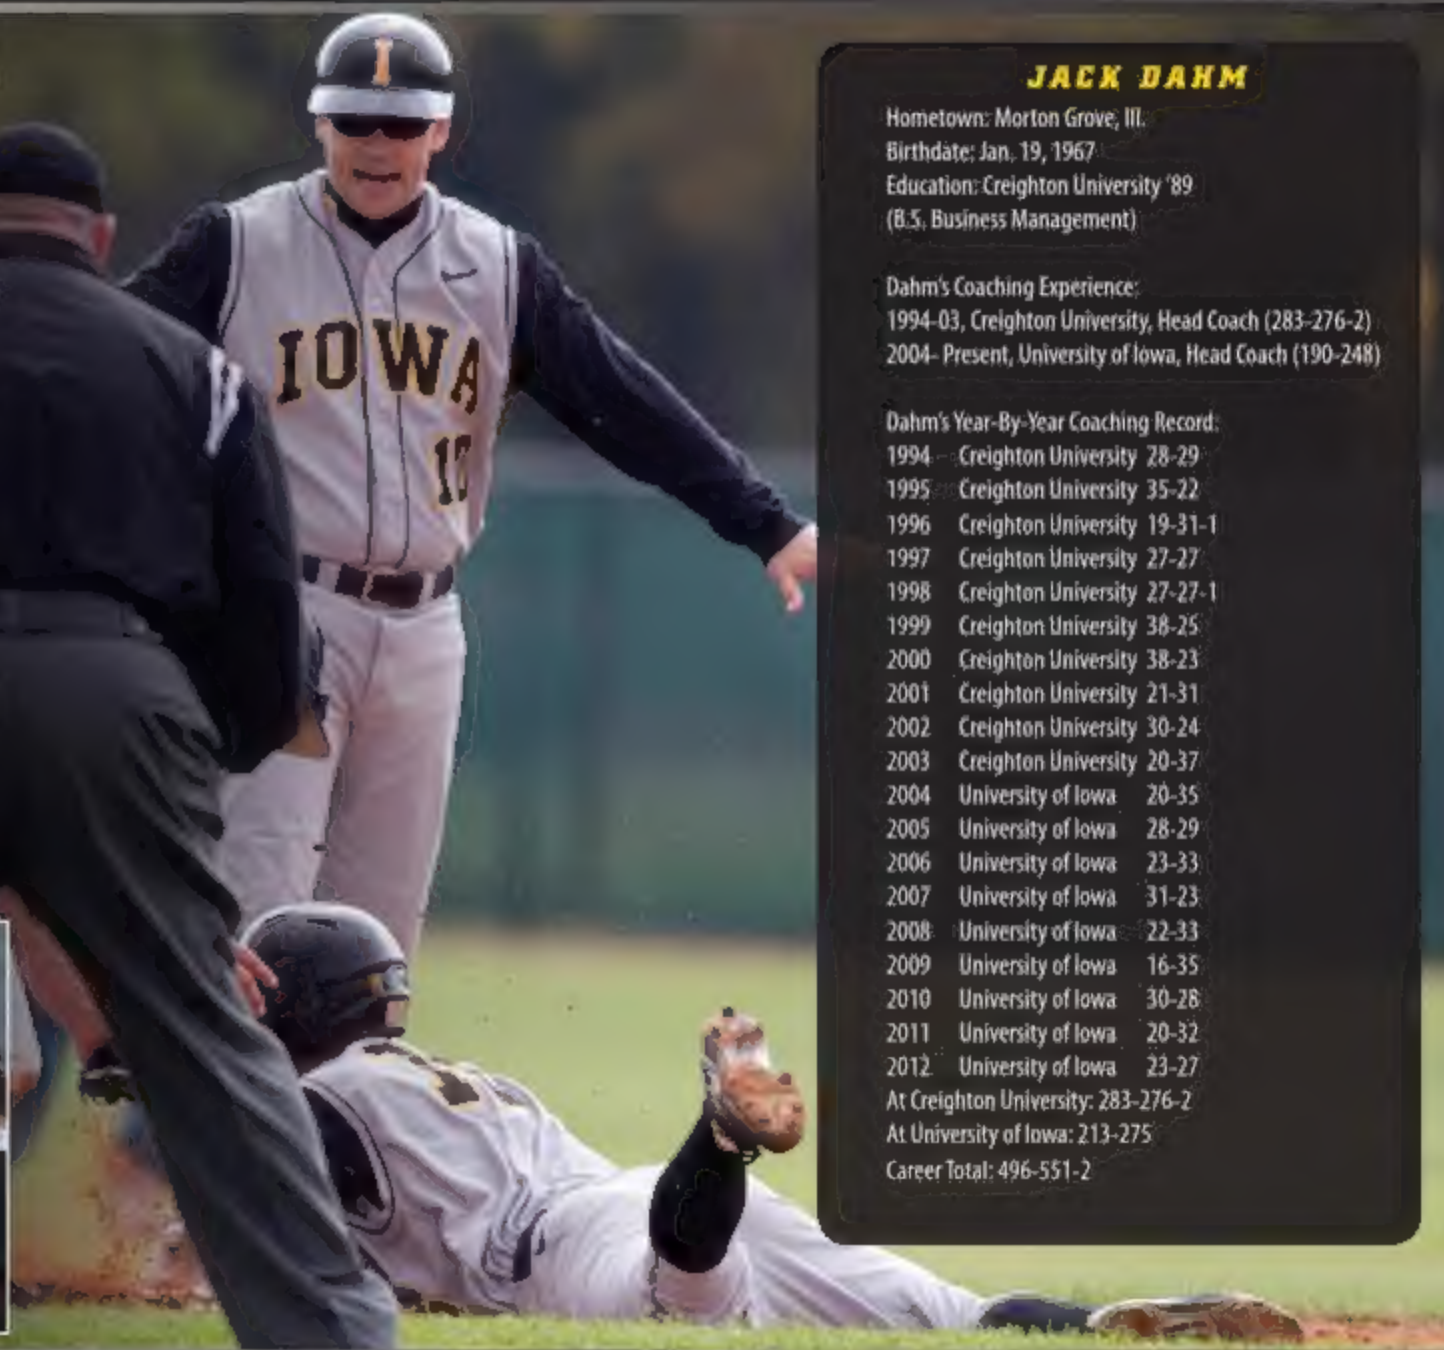 I
IOWA
10
JACK DAHM
Hometown: Morton Grove, Ill.
Birthdate: Jan. 19, 1967
Education: Creighton University '89
(B.S. Business Management)
Dahm's Coaching Experience:
1994-03, Creighton University, Head Coach (283-276-2)
2004- Present, University of Iowa, Head Coach (190-248)
Dahm's Year-By-Year Coaching Record:
1994 Creighton University 28-29
1995 Creighton University 35-22
1996 Creighton University 19-31-1
1997 Creighton University 27-27
1998 Creighton University 27-27-1
1999 Creighton University 38-25
2000 Creighton University 38-23
2001 Creighton University 21-31
2002 Creighton University 30-24
2003 Creighton University 20-37
2004 University of Iowa 20-35
2005 University of Iowa 28-29
2006 University of Iowa 23-33
2007 University of Iowa 31-23
2008 University of Iowa 22-33
2009 University of Iowa 16-35
2010 University of Iowa 30-28
2011 University of Iowa 20-32
2012 University of Iowa 23-27
At Creighton University: 283-276-2
At University of Iowa: 213-275
Career Total: 496-551-2